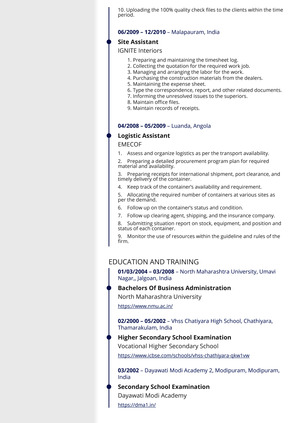 10. Uploading the 100% quality check files to the clients within the time
period.
06/2009 – 12/2010 – Malapauram, India
Site Assistant
IGNITE Interiors
1. Preparing and maintaining the timesheet log.
2. Collecting the quotation for the required work job.
3. Managing and arranging the labor for the work.
4. Purchasing the construction materials from the dealers.
5. Maintaining the expense sheet.
6. Type the correspondence, report, and other related documents.
7. Informing the unresolved issues to the superiors.
8. Maintain office files.
9. Maintain records of receipts.
04/2008 – 05/2009 – Luanda, Angola
Logistic Assistant
EMECOF
1. Assess and organize logistics as per the transport availability.
2. Preparing a detailed procurement program plan for required
material and availability.
3. Preparing receipts for international shipment, port clearance, and
timely delivery of the container.
4. Keep track of the container's availability and requirement.
5. Allocating the required number of containers at various sites as
per the demand.
6. Follow up on the container's status and condition.
7. Follow up clearing agent, shipping, and the insurance company.
8. Submitting situation report on stock, equipment, and position and
status of each container.
9. Monitor the use of resources within the guideline and rules of the
firm.
EDUCATION AND TRAINING
01/03/2004 – 03/2008 – North Maharashtra University, Umavi
Nagar,, Jalgoan, India
Bachelors Of Business Administration
North Maharashtra University
https://www.nmu.ac.in/
02/2000 – 05/2002 – Vhss Chatiyara High School, Chathiyara,
Thamarakulam, India
Higher Secondary School Examination
Vocational Higher Secondary School
https://www.icbse.com/schools/vhss-chathiyara-qkw1vw
03/2002 – Dayawati Modi Academy 2, Modipuram, Modipuram,
India
Secondary School Examination
Dayawati Modi Academy
https://dma1.in/